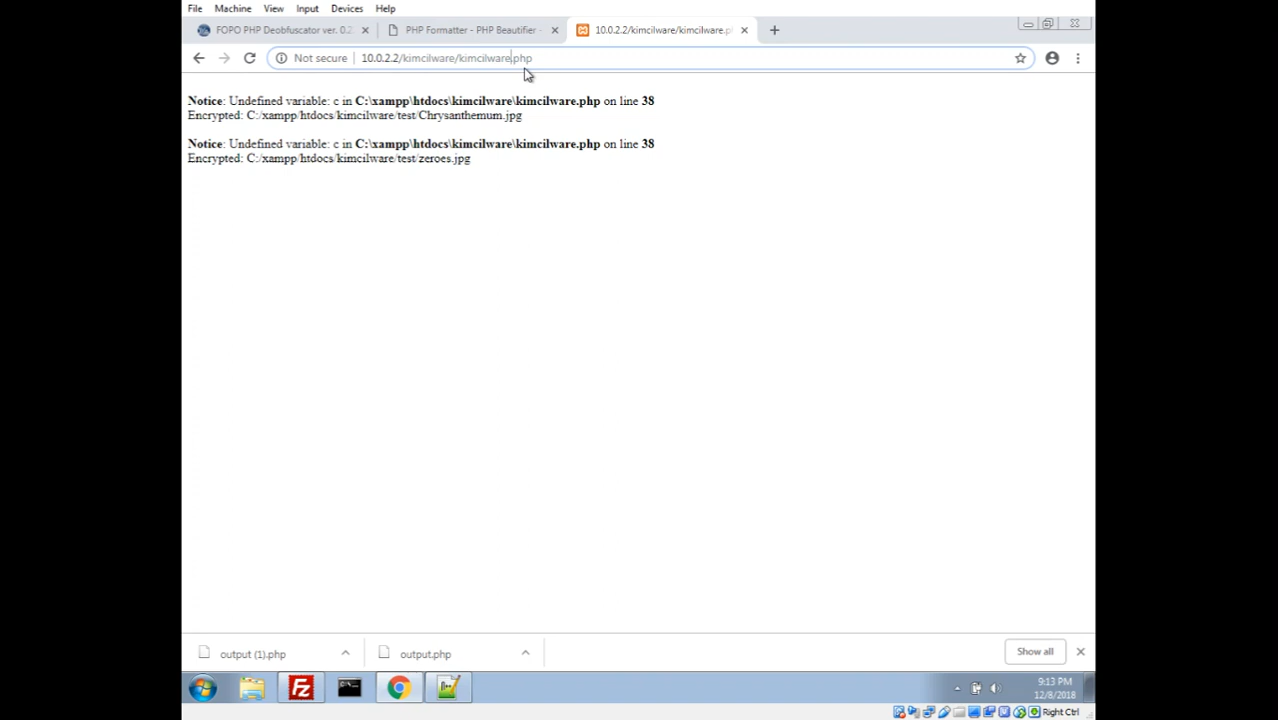 File Machine View Input Devices Help
FOPO PHP Deobfuscator ver. 0.2 PHP Formatter - PHP Beautifier - 10.0.2.2/kimcilware/kimcilware.p
Not secure 10.0.2.2/kimcilware/kimcilware.php
Notice: Undefined variable: c in C:\xampp\htdocs\kimcilware\kimcilware.php on line 38
Encrypted: C:/xampp/htdocs/kimcilware/test/Chrysanthemum.jpg
Notice: Undefined variable: c in C:\xampp\htdocs\kimcilware\kimcilware.php on line 38
Encrypted: C:/xampp/htdocs/kimcilware/test/zeroes.jpg
output (1).php output.php Show all
9:13 PM
12/8/2018
Right Ctrl